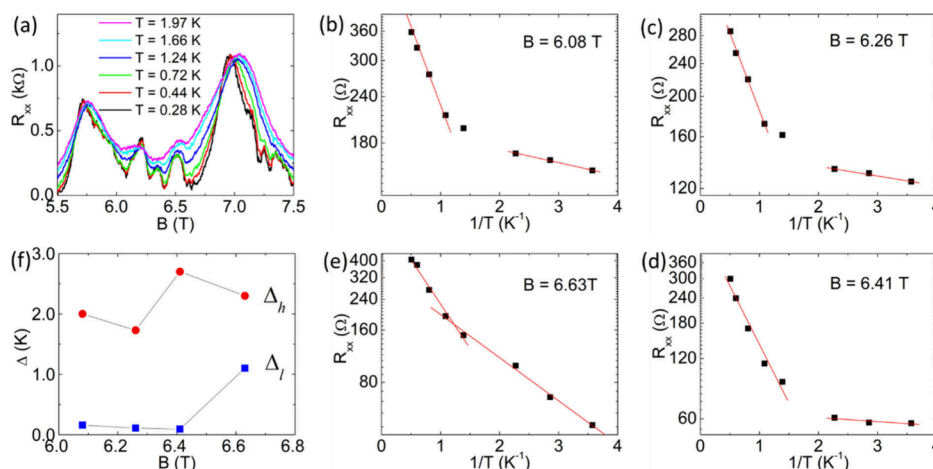 (a)
T = 1.97 K
T = 1.66 K
T = 1.24 K
T = 0.72 K
T = 0.44 K
T = 0.28 K
R_xx (kΩ)
1.5
1.0
0.5
0.0
5.5 6.0 6.5 7.0 7.5
B (T)
(b)
B = 6.08 T
R_xx (Ω)
360
240
180
0 1 2 3 4
1/T (K⁻¹)
(c)
B = 6.26 T
R_xx (Ω)
280
240
200
160
120
0 1 2 3 4
1/T (K⁻¹)
(f)
Δ (K)
3.0
2.0
1.0
0.0
Δ_h
Δ_l
6.0 6.2 6.4 6.6 6.8
B (T)
(e)
B = 6.63T
R_xx (Ω)
400
320
240
160
80
0 1 2 3 4
1/T (K⁻¹)
(d)
B = 6.41 T
R_xx (Ω)
300
240
180
120
60
0 1 2 3 4
1/T (K⁻¹)